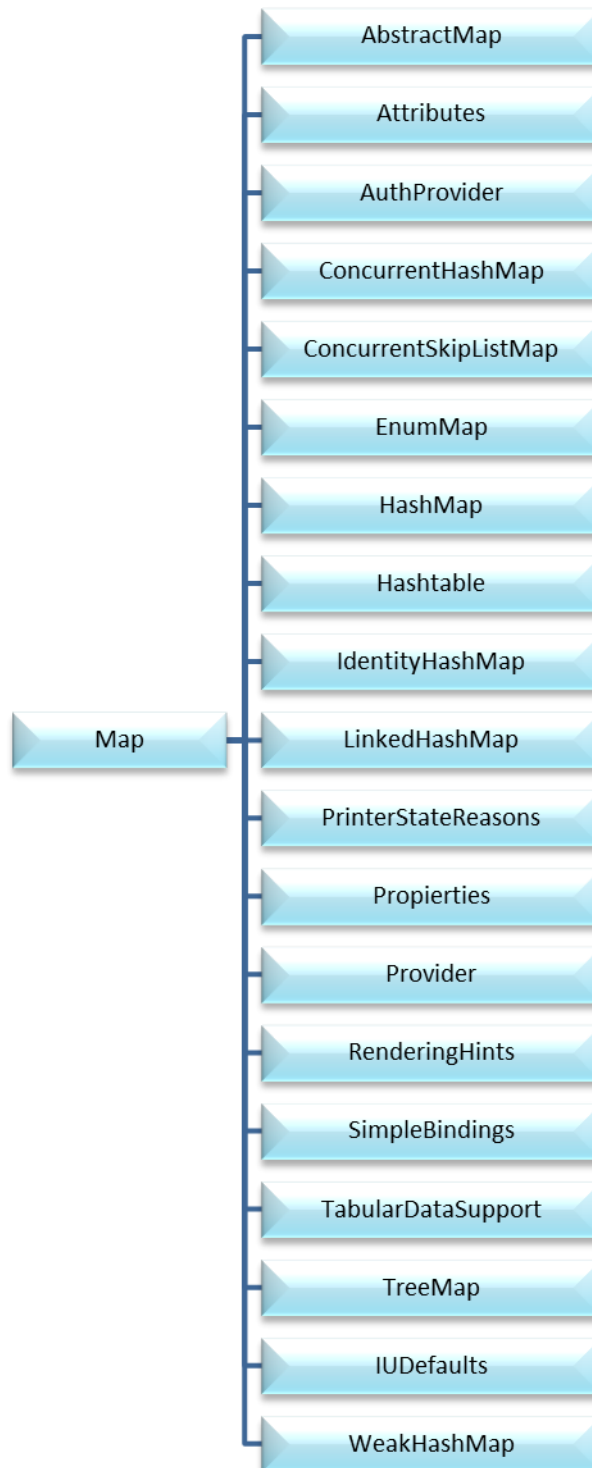 AbstractMap
Attributes
AuthProvider
ConcurrentHashMap
ConcurrentSkipListMap
EnumMap
HashMap
Hashtable
IdentityHashMap
Map
LinkedHashMap
PrinterStateReasons
Propierties
Provider
RenderingHints
SimpleBindings
TabularDataSupport
TreeMap
IUDefaults
WeakHashMap